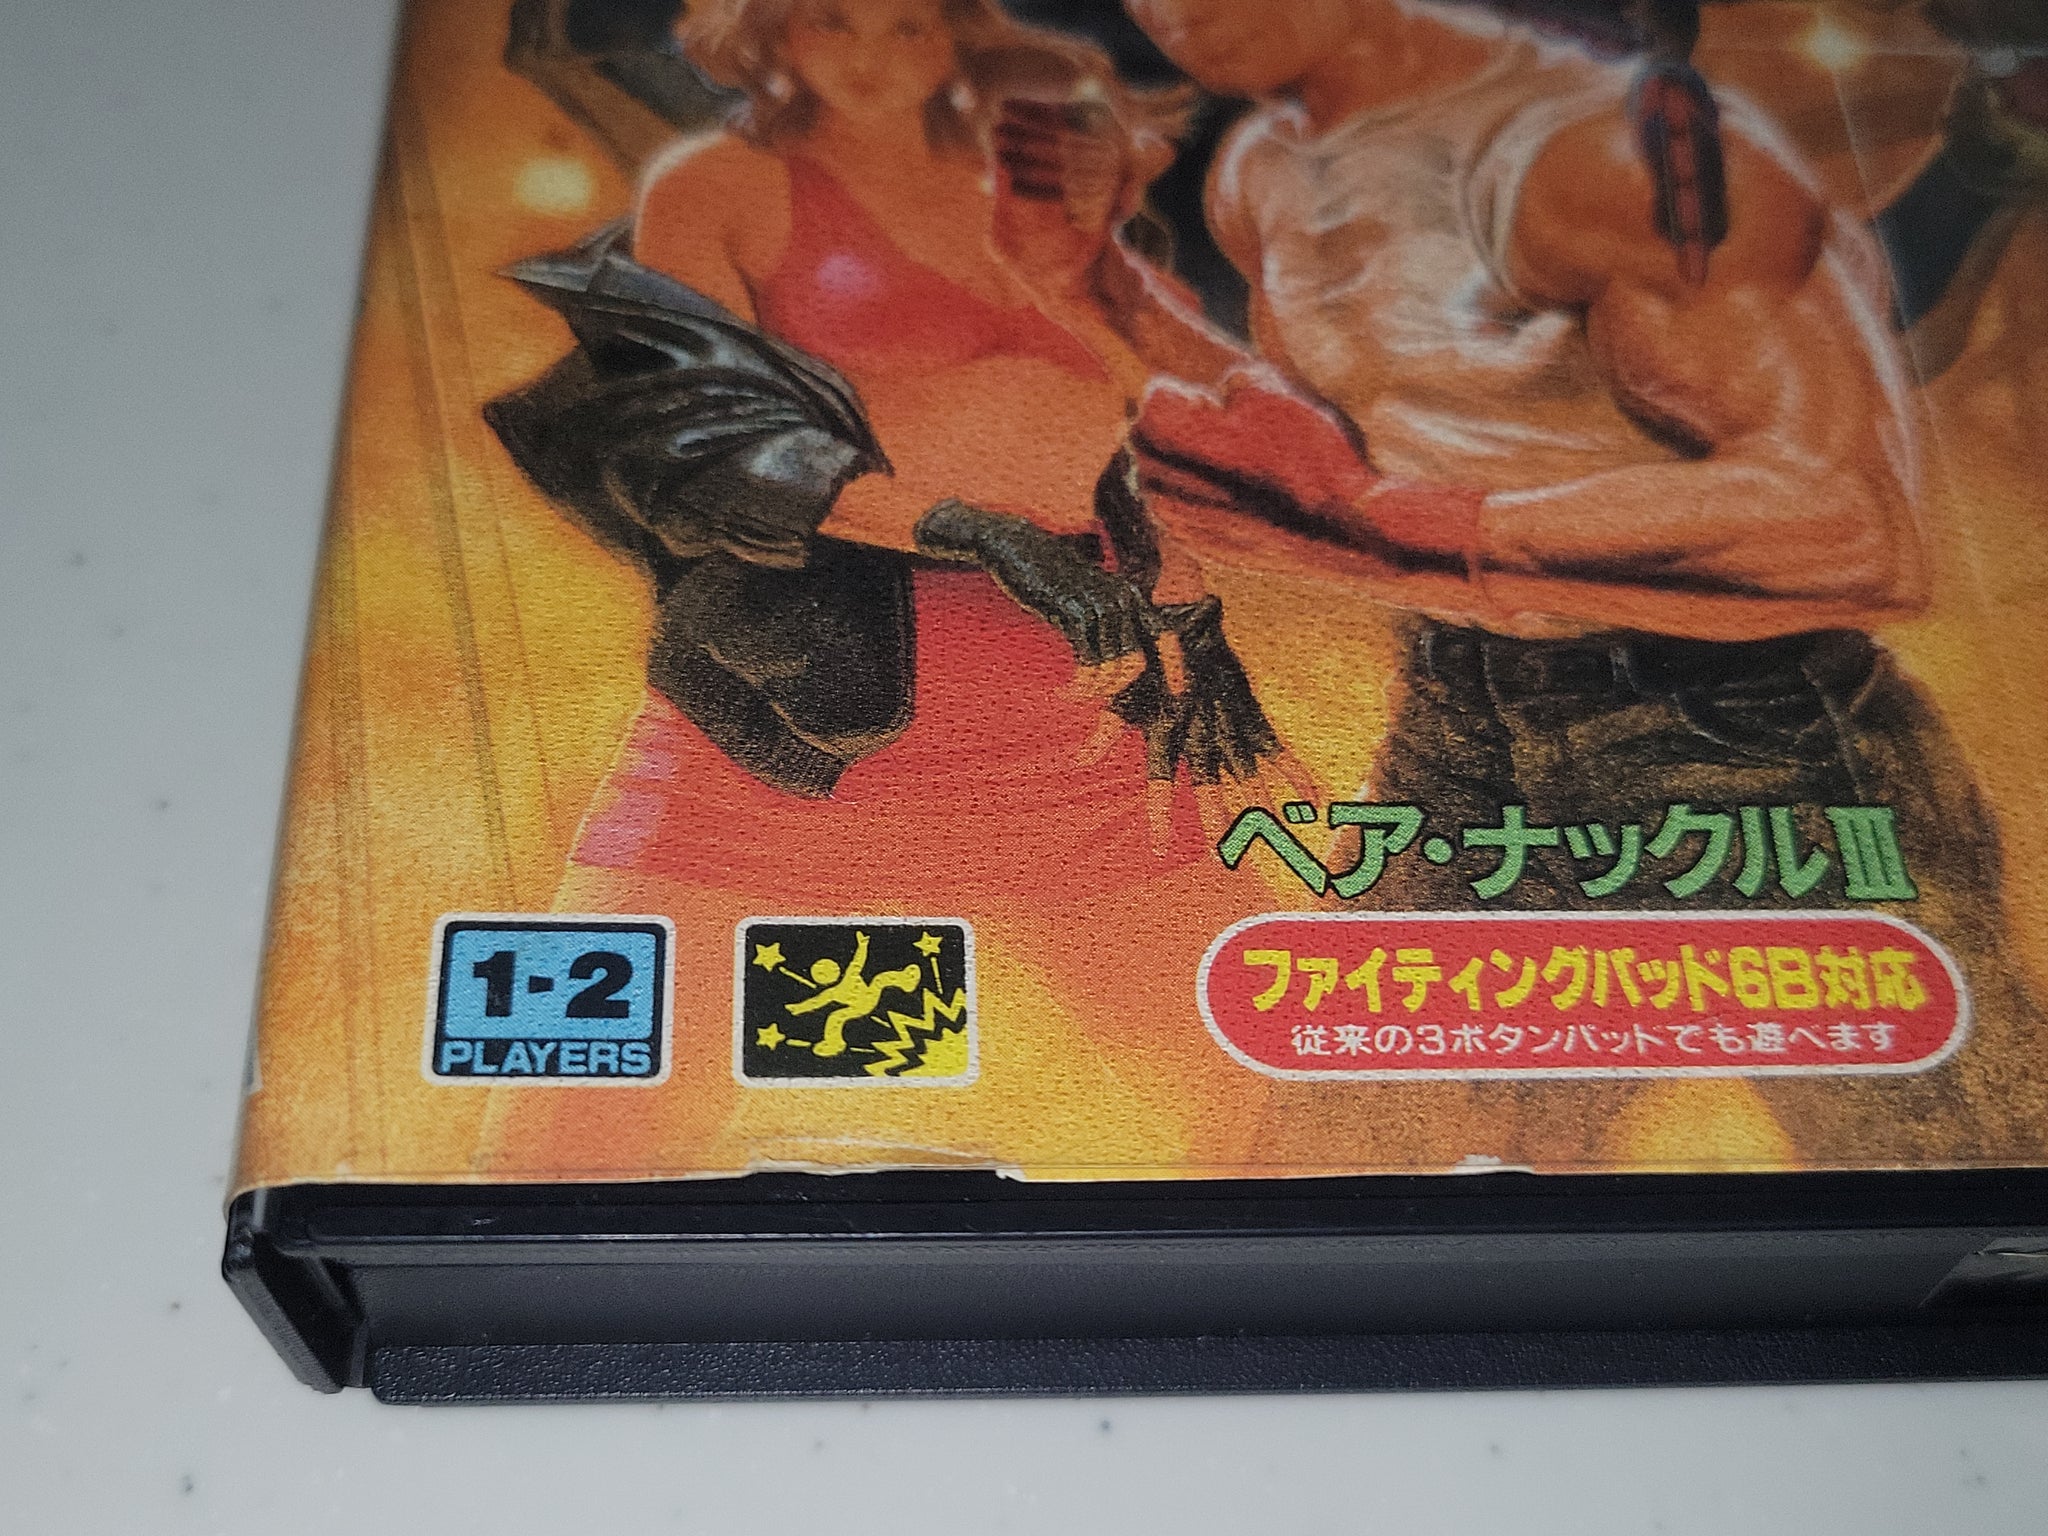 ベア・ナックルIII
1-2
PLAYERS
ファイティングパッド6B対応
従来の3ボタンパッドでも遊べます